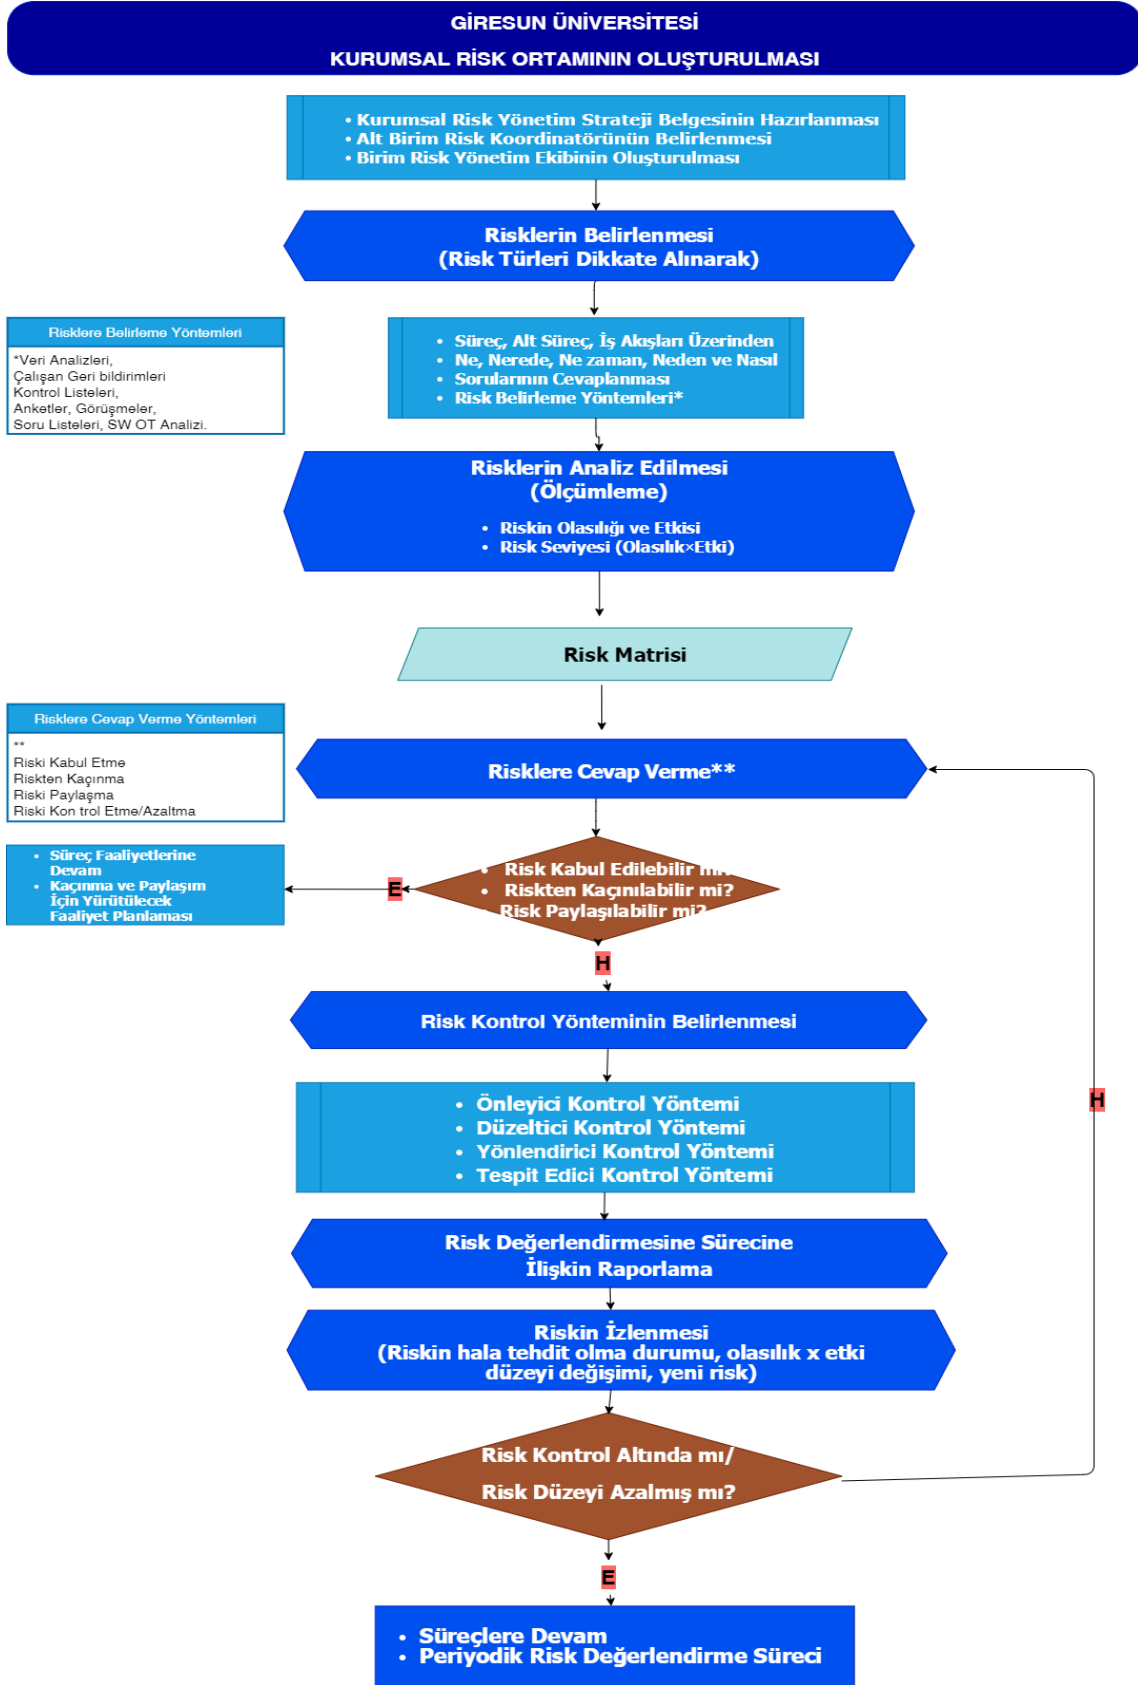 GİRESUN ÜNİVERSİTESİ
KURUMSAL RİSK ORTAMININ OLUŞTURULMASI
• Kurumsal Risk Yönetim Strateji Belgesinin Hazırlanması
• Alt Birim Risk Koordinatörünün Belirlenmesi
• Birim Risk Yönetim Ekibinin Oluşturulması
Risklerin Belirlenmesi
(Risk Türleri Dikkate Alınarak)
Risklere Belirleme Yöntemleri
*Veri Analizleri,
Çalışan Geri bildirimleri
Kontrol Listeleri,
Anketler, Görüşmeler,
Soru Listeleri, SW OT Analizi.
• Süreç, Alt Süreç, İş Akışları Üzerinden
• Ne, Nerede, Ne zaman, Neden ve Nasıl
• Sorularının Cevaplanması
• Risk Belirleme Yöntemleri*
Risklerin Analiz Edilmesi
(Ölçümleme)
• Riskin Olasılığı ve Etkisi
• Risk Seviyesi (Olasılık×Etki)
Risk Matrisi
Risklere Cevap Verme Yöntemleri
**
Riski Kabul Etme
Riskten Kaçınma
Riski Paylaşma
Riski Kon trol Etme/Azaltma
Risklere Cevap Verme**
• Süreç Faaliyetlerine
Devam
• Kaçınma ve Paylaşım
İçin Yürütülecek
Faaliyet Planlaması
E
• Risk Kabul Edilebilir mi?
• Riskten Kaçınılabilir mi?
• Risk Paylaşılabilir mi?
H
Risk Kontrol Yönteminin Belirlenmesi
• Önleyici Kontrol Yöntemi
• Düzeltici Kontrol Yöntemi
• Yönlendirici Kontrol Yöntemi
• Tespit Edici Kontrol Yöntemi
H
Risk Değerlendirmesine Sürecine
İlişkin Raporlama
Riskin İzlenmesi
(Riskin hala tehdit olma durumu, olasılık x etki
düzeyi değişimi, yeni risk)
Risk Kontrol Altında mı/
Risk Düzeyi Azalmış mı?
E
• Süreçlere Devam
• Periyodik Risk Değerlendirme Süreci